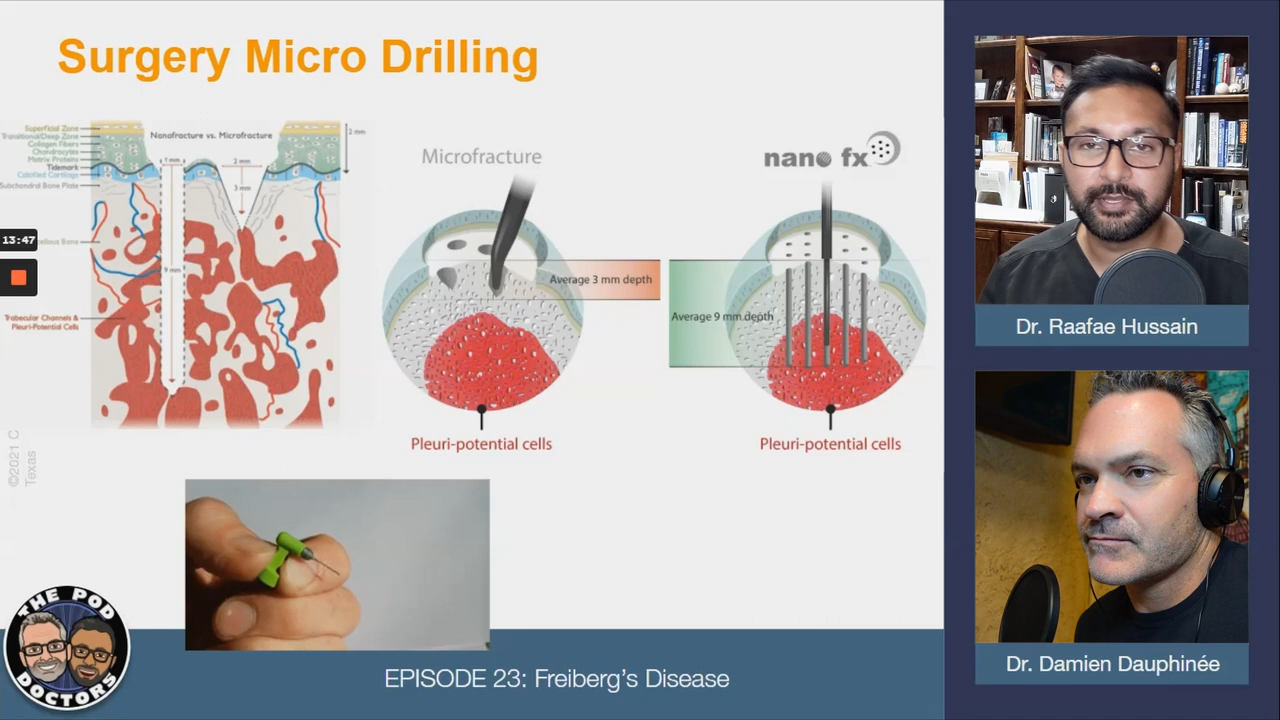 Surgery Micro Drilling
Superficial Zone
Transitional/Deep Zone
Collagen Fibers
Chondrocytes
Matrix Proteins
Tidemark
Calcified Cartilage
Subchondral Bone Plate
Nanofracture vs. Microfracture
1 mm
2 mm
2 mm
3 mm
9 mm
13:47
Bone
Trabecular Channels &
Pleuri-Potential Cells
Microfracture
Average 3 mm depth
Pleuri-potential cells
nano fx
Average 9 mm depth
Pleuri-potential cells
©2021 C
Texas
THE POD
DOCTORS
EPISODE 23: Freiberg's Disease
Dr. Raafae Hussain
Dr. Damien Dauphinée